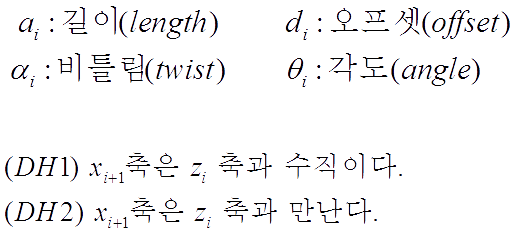 a_i : 길이(length) d_i : 오프셋(offset)
α_i : 비틀림(twist) θ_i : 각도(angle)
(DH1) x_{i+1}축은 z_i 축과 수직이다.
(DH2) x_{i+1}축은 z_i 축과 만난다.